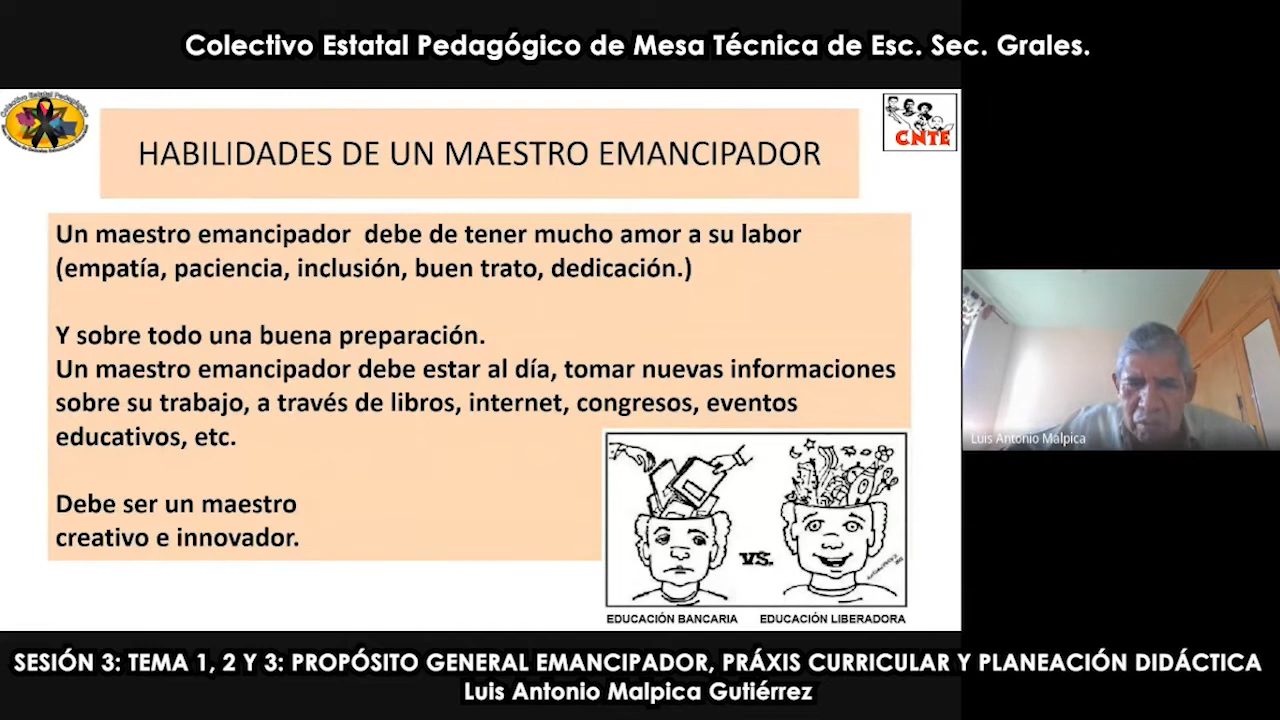 Colectivo Estatal Pedagógico de Mesa Técnica de Esc. Sec. Grales.
CNTE
HABILIDADES DE UN MAESTRO EMANCIPADOR
Un maestro emancipador debe de tener mucho amor a su labor
(empatía, paciencia, inclusión, buen trato, dedicación.)
Y sobre todo una buena preparación.
Un maestro emancipador debe estar al día, tomar nuevas informaciones
sobre su trabajo, a través de libros, internet, congresos, eventos
educativos, etc.
Debe ser un maestro
creativo e innovador.
VS.
EDUCACIÓN BANCARIA EDUCACIÓN LIBERADORA
Luis Antonio Malpica
SESIÓN 3: TEMA 1, 2 Y 3: PROPÓSITO GENERAL EMANCIPADOR, PRÁXIS CURRICULAR Y PLANEACIÓN DIDÁCTICA
Luis Antonio Malpica Gutiérrez